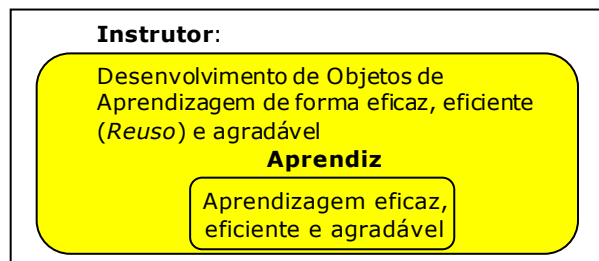 Instrutor:
Desenvolvimento de Objetos de
Aprendizagem de forma eficaz, eficiente
(Reuso) e agradável
Aprendiz
Aprendizagem eficaz,
eficiente e agradável